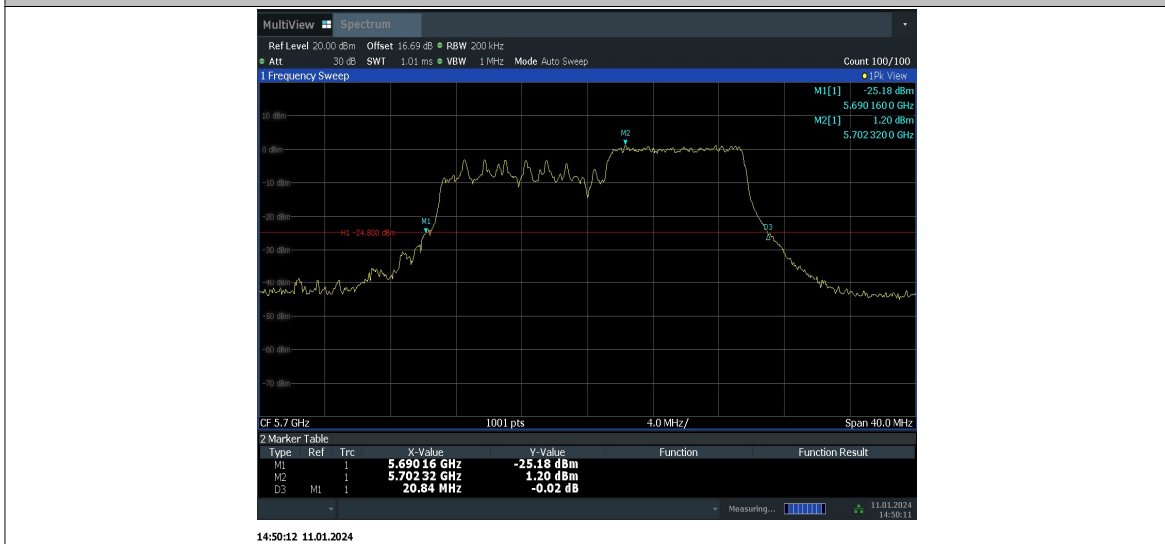 MultiView Spectrum
Ref Level 20.00 dBm Offset 16.69 dB RBW 200 kHz
Att 30 dB SWT 1.01 ms VBW 1 MHz Mode Auto Sweep Count 100/100
1 Frequency Sweep 1Pk View
M1[1] -25.18 dBm
5.690 160 0 GHz
M2[1] 1.20 dBm
5.702 320 0 GHz
10 dBm
M2
0 dBm
-10 dBm
-20 dBm
M1
D3
H1 -24.800 dBm
-30 dBm
-40 dBm
-50 dBm
-60 dBm
-70 dBm
CF 5.7 GHz 1001 pts 4.0 MHz/ Span 40.0 MHz
2 Marker Table
Type Ref Trc X-Value Y-Value Function Function Result
M1 1 5.690 16 GHz -25.18 dBm
M2 1 5.702 32 GHz 1.20 dBm
D3 M1 1 20.84 MHz -0.02 dB
Measuring... 11.01.2024
14:50:11
14:50:12 11.01.2024